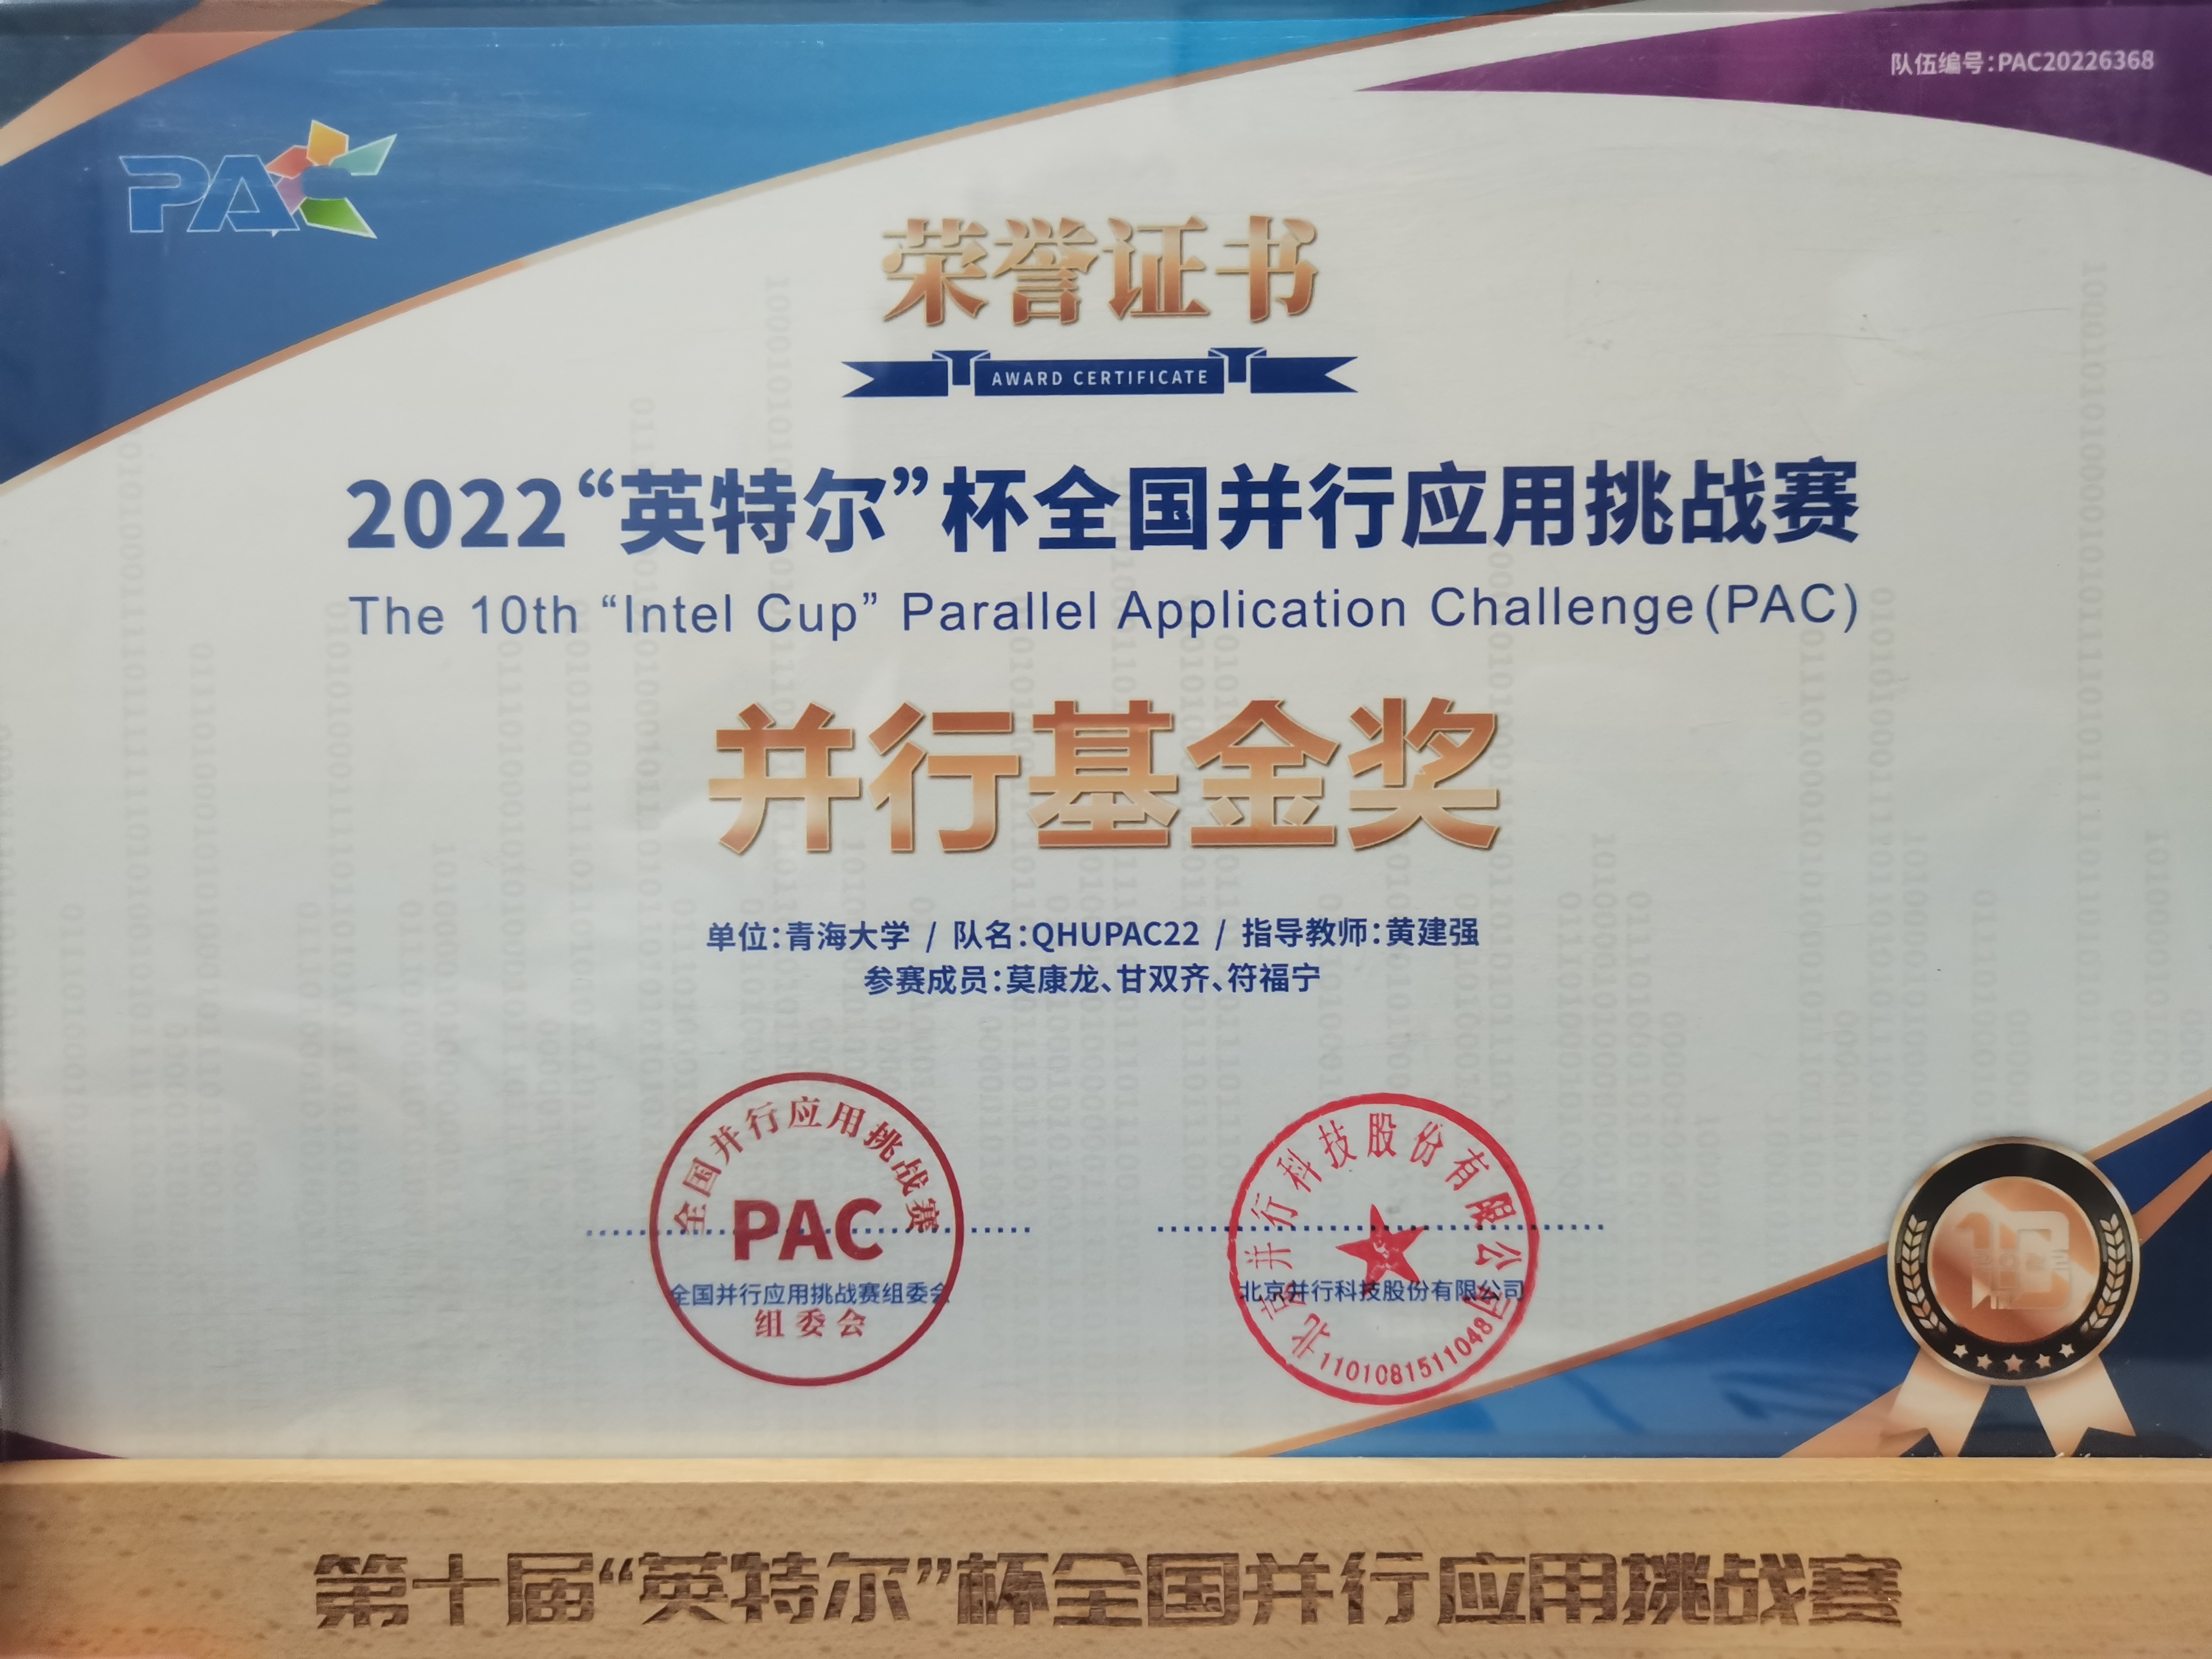 队伍编号:PAC20226368
PAC
荣誉证书
AWARD CERTIFICATE
2022“英特尔”杯全国并行应用挑战赛
The 10th “Intel Cup” Parallel Application Challenge(PAC)
并行基金奖
单位:青海大学 / 队名:QHUPAC22 / 指导教师:黄建强
参赛成员:莫康龙、甘双齐、符福宁
全国并行应用挑战赛
PAC
全国并行应用挑战赛组委会
组委会
北京并行科技股份有限公司
北京并行科技股份有限公司
1101081511048
第十届“英特尔”杯全国并行应用挑战赛